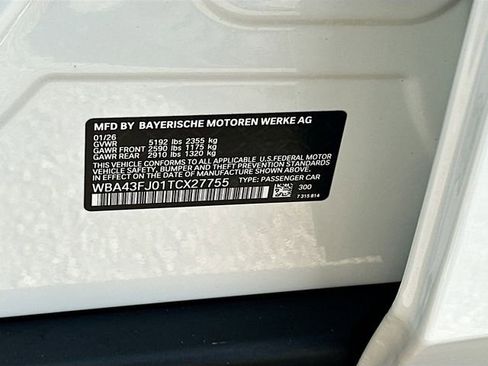 MFD BY BAYERISCHE MOTOREN WERKE AG
01/26
GVWR 5192 lbs 2355 kg
GAWR FRONT 2590 lbs 1175 kg
GAWR REAR 2910 lbs 1320 kg
THIS VEHICLE CONFORMS TO ALL APPLICABLE U.S.FEDERAL MOTOR
VEHICLE SAFETY, BUMPER, AND THEFT PREVENTION STANDARDS
IN EFFECT ON THE DATE OF MANUFACTURE SHOWN ABOVE.
WBA43FJ01TCX27755 TYPE: PASSENGER CAR
300
7 315 814